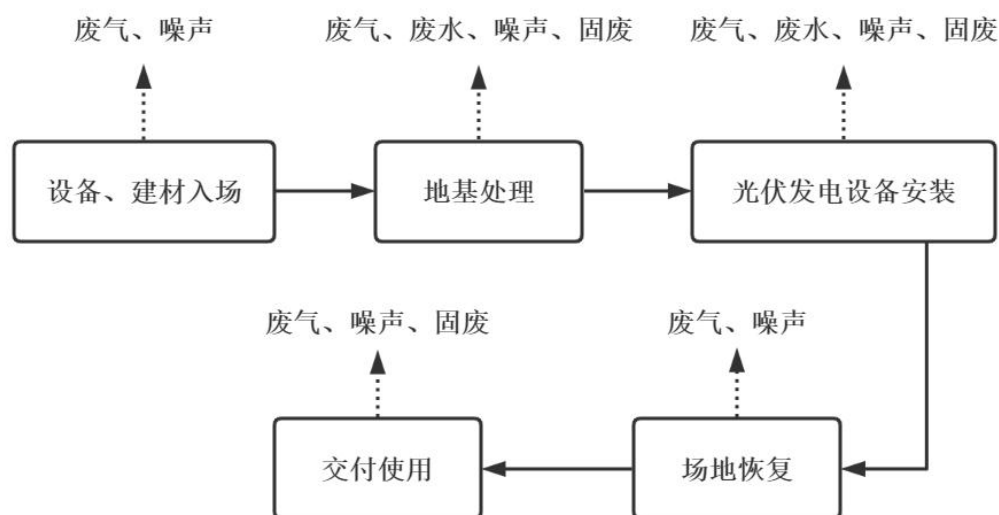 废气、噪声
废气、废水、噪声、固废
废气、废水、噪声、固废
设备、建材入场
地基处理
光伏发电设备安装
废气、噪声、固废
废气、噪声
交付使用
场地恢复